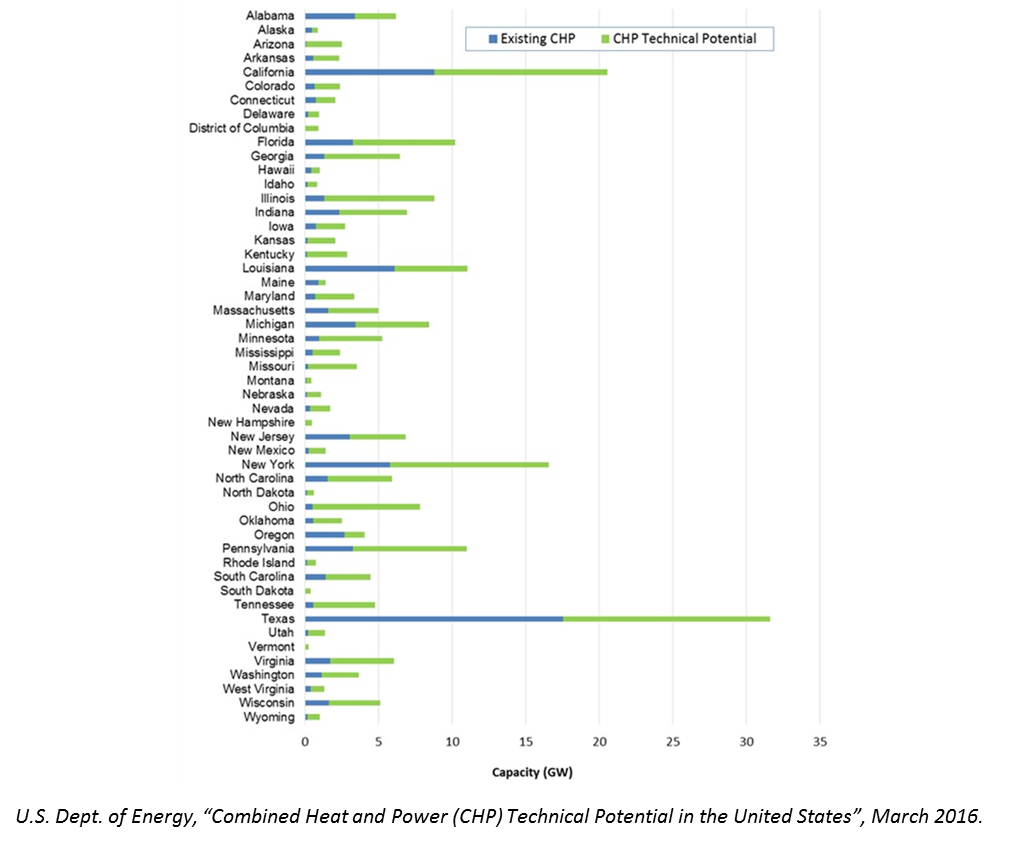 Alabama
Alaska
Arizona
Arkansas
California
Colorado
Connecticut
Delaware
District of Columbia
Florida
Georgia
Hawaii
Idaho
Illinois
Indiana
Iowa
Kansas
Kentucky
Louisiana
Maine
Maryland
Massachusetts
Michigan
Minnesota
Mississippi
Missouri
Montana
Nebraska
Nevada
New Hampshire
New Jersey
New Mexico
New York
North Carolina
North Dakota
Ohio
Oklahoma
Oregon
Pennsylvania
Rhode Island
South Carolina
South Dakota
Tennessee
Texas
Utah
Vermont
Virginia
Washington
West Virginia
Wisconsin
Wyoming
Existing CHP CHP Technical Potential
0 5 10 15 20 25 30 35
Capacity (GW)
U.S. Dept. of Energy, “Combined Heat and Power (CHP) Technical Potential in the United States”, March 2016.